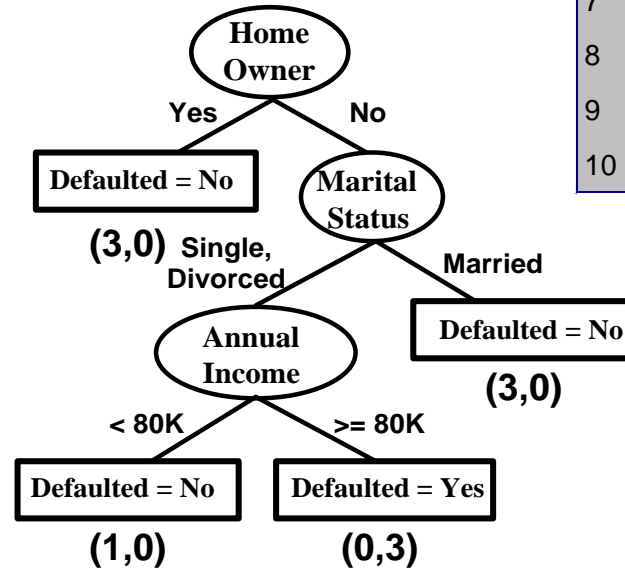 Home
Owner
7
8
9
10
Yes
No
Defaulted = No
(3,0)
Marital
Status
Single,
Divorced
Married
Annual
Income
Defaulted = No
(3,0)
< 80K
>= 80K
Defaulted = No
Defaulted = Yes
(1,0)
(0,3)